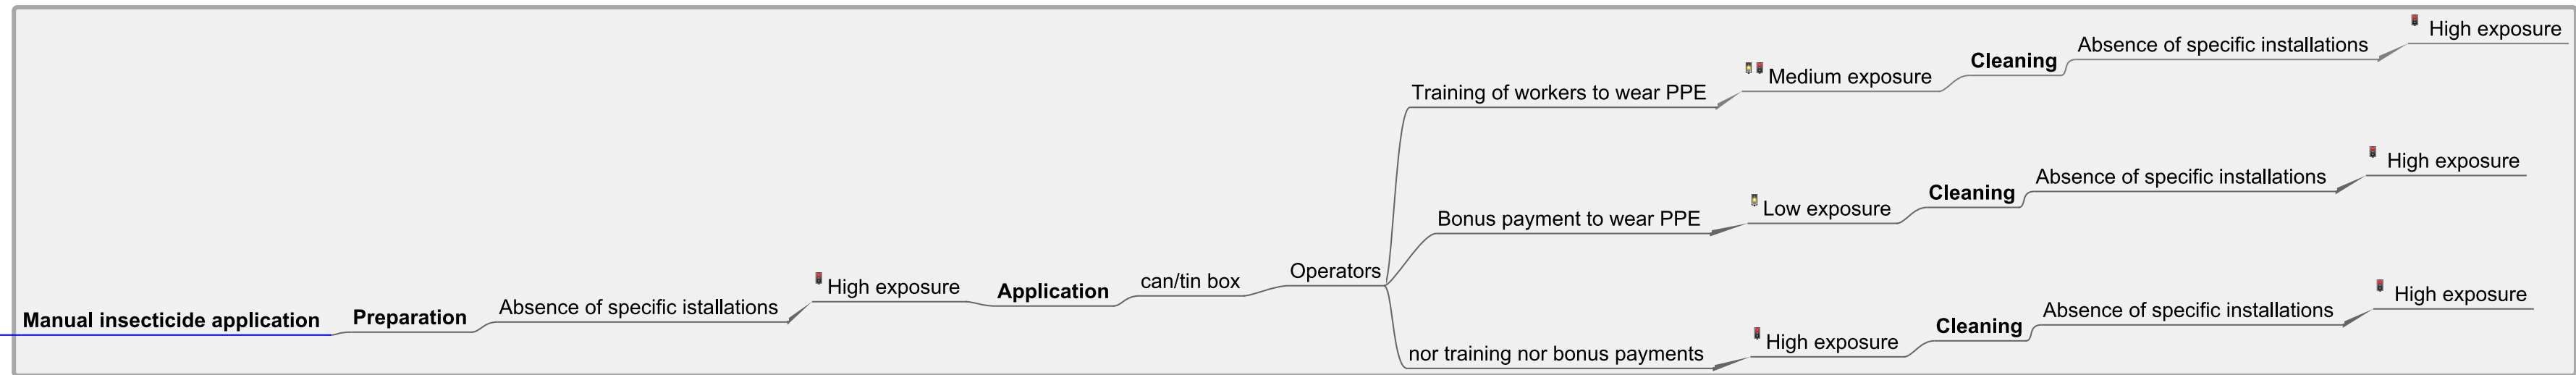 Manual insecticide application
Preparation
Absence of specific istallations
High exposure
Application
can/tin box
Operators
Training of workers to wear PPE
Medium exposure
Cleaning
Absence of specific installations
High exposure
Bonus payment to wear PPE
Low exposure
Cleaning
Absence of specific installations
High exposure
nor training nor bonus payments
High exposure
Cleaning
Absence of specific installations
High exposure